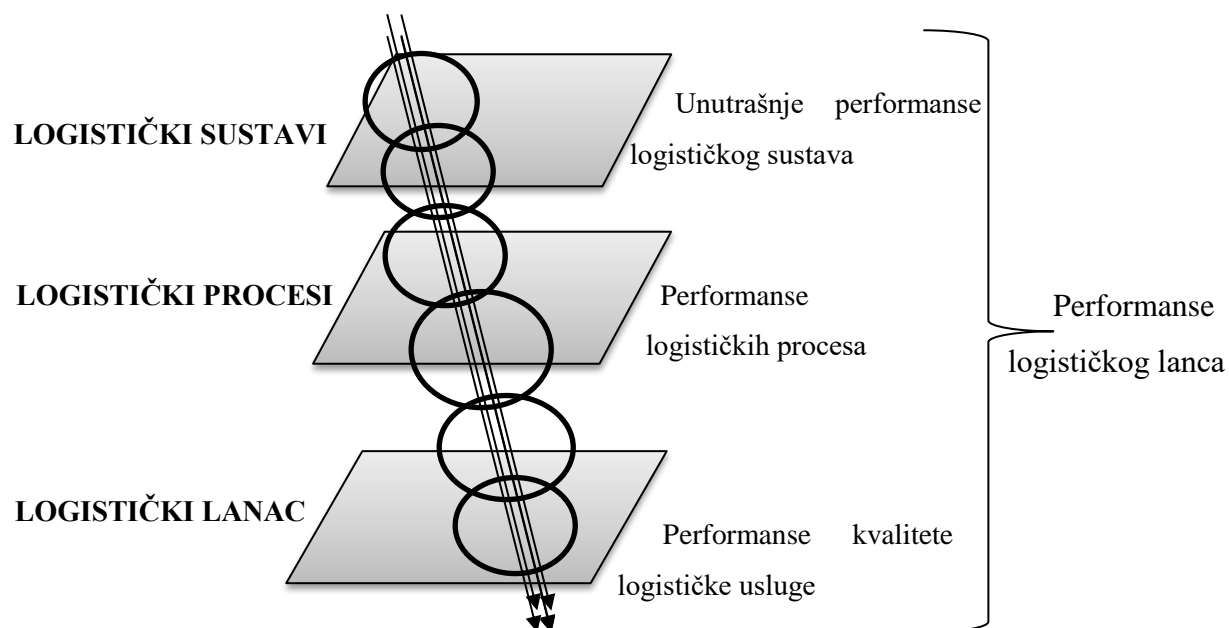 LOGISTIČKI SUSTAVI
Unutrašnje performanse
logističkog sustava
LOGISTIČKI PROCESI
Performanse
logističkih procesa
LOGISTIČKI LANAC
Performanse kvalitete
logističke usluge
Performanse
logističkog lanca